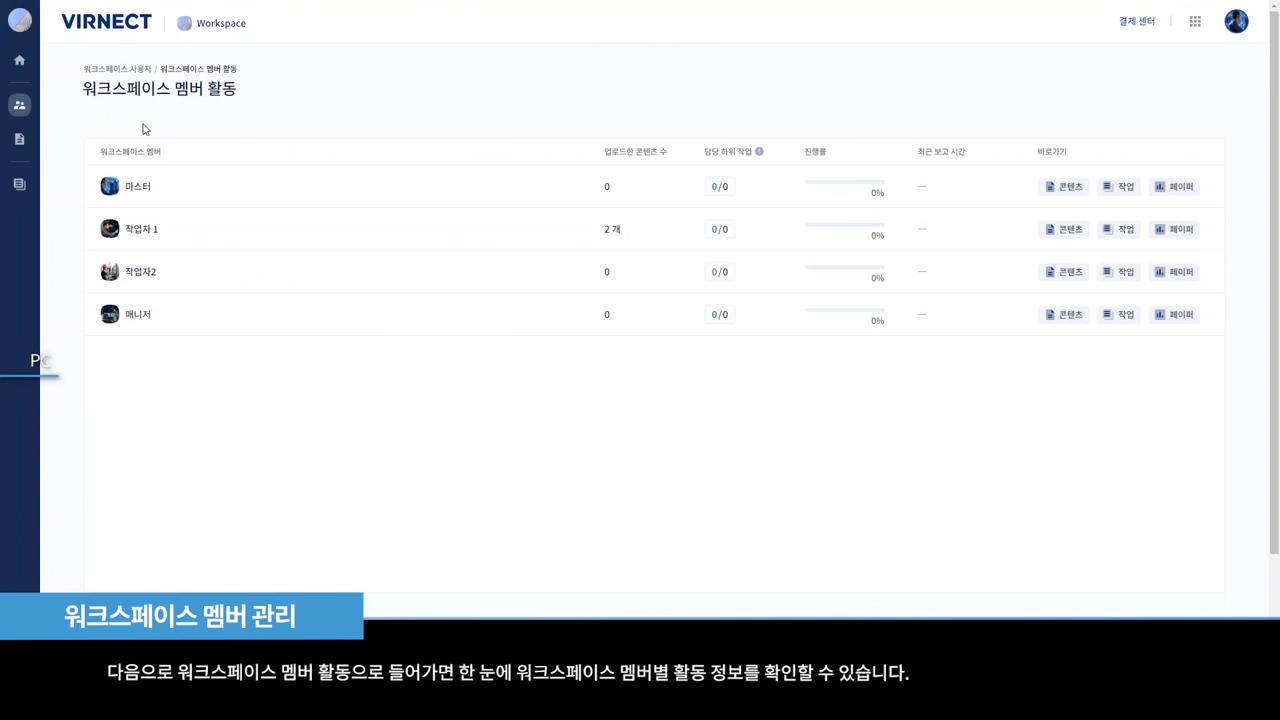 VIRNECT
Workspace
결제 센터
워크스페이스 사용자 / 워크스페이스 멤버 활동
워크스페이스 멤버 활동
워크스페이스 멤버 업로드한 콘텐츠 수 담당 하위 작업 진행률 최근 보고 시간 바로가기
마스터 0 0/0 0% — 콘텐츠 작업 페이퍼
작업자 1 2 개 0/0 0% — 콘텐츠 작업 페이퍼
작업자2 0 0/0 0% — 콘텐츠 작업 페이퍼
매니저 0 0/0 0% — 콘텐츠 작업 페이퍼
PC
워크스페이스 멤버 관리
다음으로 워크스페이스 멤버 활동으로 들어가면 한 눈에 워크스페이스 멤버별 활동 정보를 확인할 수 있습니다.